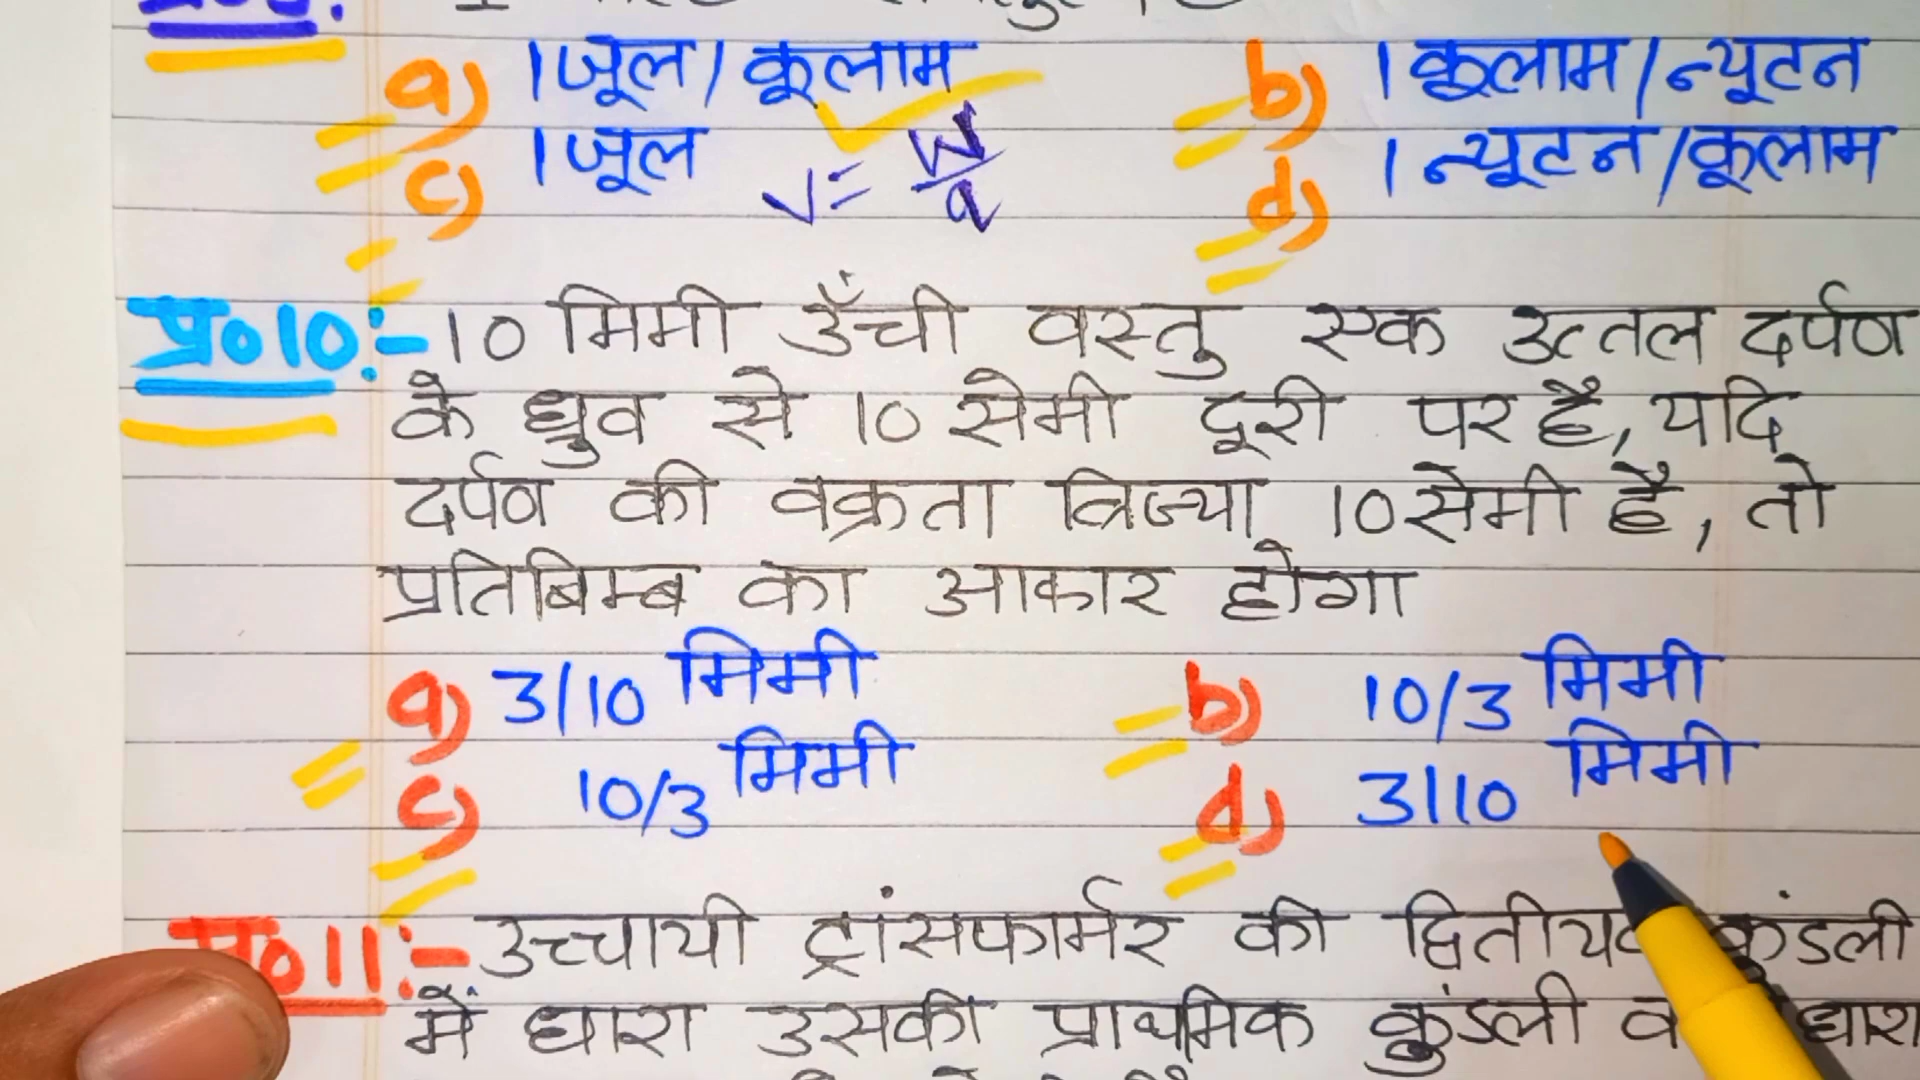 a) 1 जूल/कूलाम b) 1 कूलाम/न्यूटन
c) 1 जूल V = W/q d) 1 न्यूटन/कूलाम
प्र०10:- 10 मिमी उँची वस्तु एक उत्तल दर्पण
के ध्रुव से 10 सेमी दूरी पर है, यदि
दर्पण की वक्रता त्रिज्या 10 सेमी है, तो
प्रतिबिम्ब का आकार होगा
a) 3/10 मिमी b) 10/3 मिमी
c) 10/3 मिमी d) 3/10 मिमी
प्र०11:- उच्चायी ट्रांसफार्मर की कुंडली
में धारा उसकी प्राथमिक कुंडली धारा